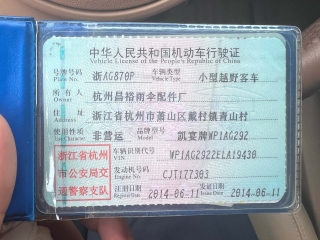 中华人民共和国机动车行驶证
Vehicle License of the People's Republic of China
号牌号码 浙AG870P 车辆类型 小型越野客车
Plate No. Vehicle Type
所有人 杭州昌裕雨伞配件厂
Owner
住址 浙江省杭州市萧山区戴村镇青山村
Address
使用性质 非营运 品牌型号 凯宴牌WP1AG292
Use Character Model
浙江省杭州市公安局交通警察支队
车辆识别代号 WP1AG2922ELA19430
VIN
发动机号码 CJT177303
Engine No.
注册日期 2014-06-11 发证日期 2014-06-11
Register Date Issue Date